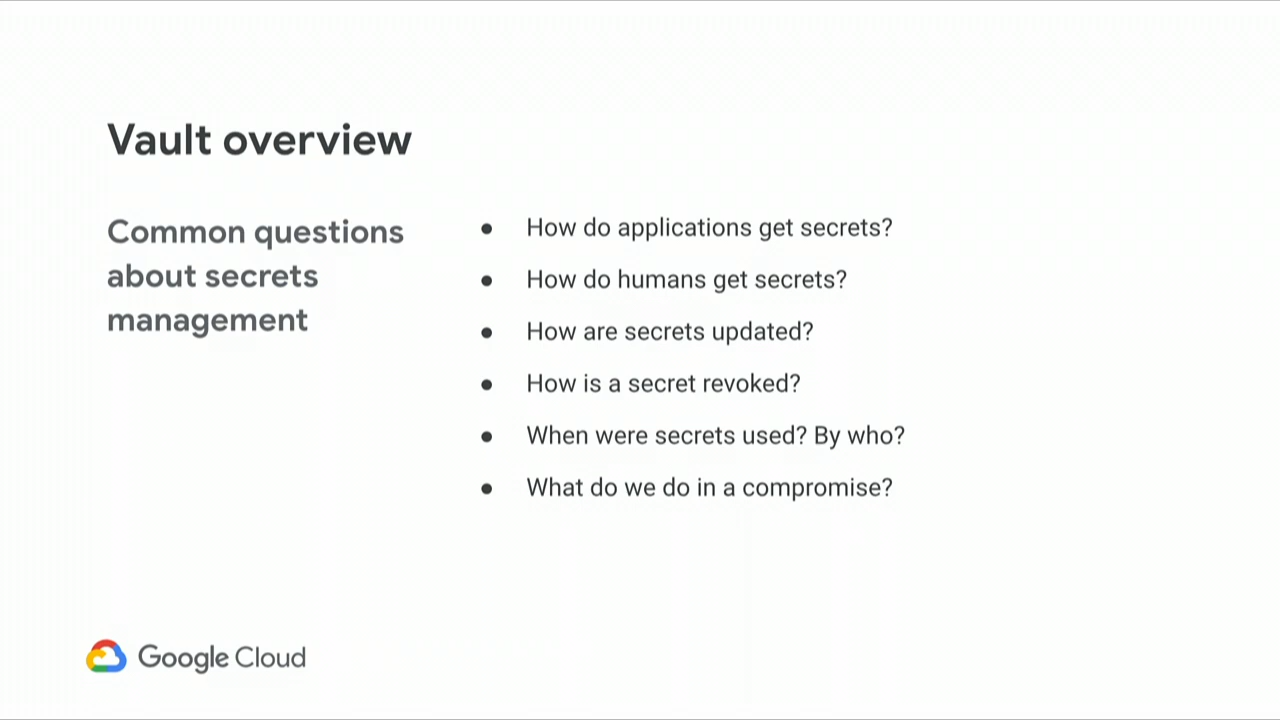 Vault overview
Common questions
about secrets
management
● How do applications get secrets?
● How do humans get secrets?
● How are secrets updated?
● How is a secret revoked?
● When were secrets used? By who?
● What do we do in a compromise?
Google Cloud